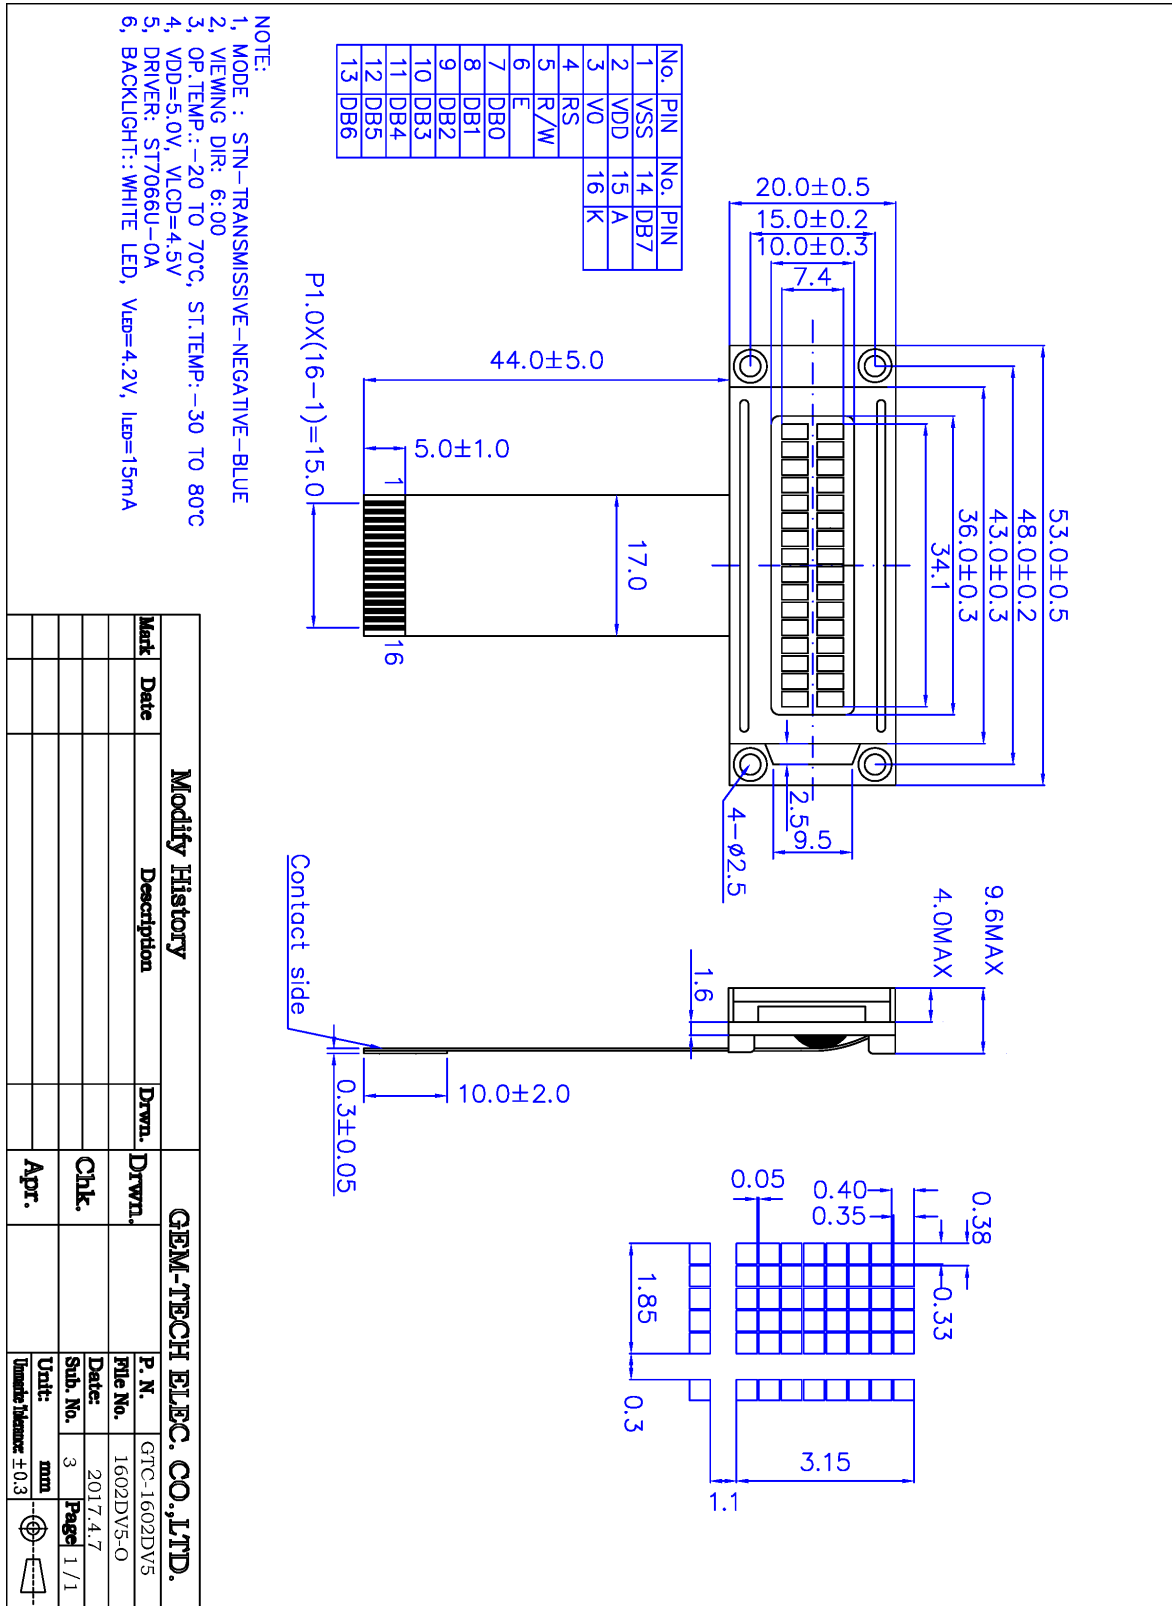 53.0±0.5
48.0±0.2
43.0±0.3
36.0±0.3
34.1
20.0±0.5
15.0±0.2
10.0±0.3
7.4
2.5
9.5
4-ø2.5
44.0±5.0
5.0±1.0
17.0
1
16
P1.0X(16-1)=15.0
9.6MAX
4.0MAX
1.6
10.0±2.0
0.3±0.05
Contact side
0.38
0.33
0.40
0.35
0.05
1.85
0.3
3.15
1.1
No. PIN No. PIN
1 VSS 14 DB7
2 VDD 15 A
3 V0 16 K
4 RS
5 R/W
6 E
7 DB0
8 DB1
9 DB2
10 DB3
11 DB4
12 DB5
13 DB6
NOTE:
1, MODE : STN-TRANSMISSIVE-NEGATIVE-BLUE
2, VIEWING DIR: 6:00
3, OP.TEMP.:-20 TO 70°C, ST.TEMP:-30 TO 80°C
4, VDD=5.0V, VLCD=4.5V
5, DRIVER: ST7066U-0A
6, BACKLIGHT::WHITE LED, VLED=4.2V, ILED=15mA
Modify History
Mark Date Description Drwn.
GEM-TECH ELEC. CO.,LTD.
Drwn.
Chk.
Apr.
P. N. GTC-1602DV5
File No. 1602DV5-O
Date: 2017.4.7
Sub. No. 3 Page 1/1
Unit: mm
Unmarke Tolerance: ±0.3